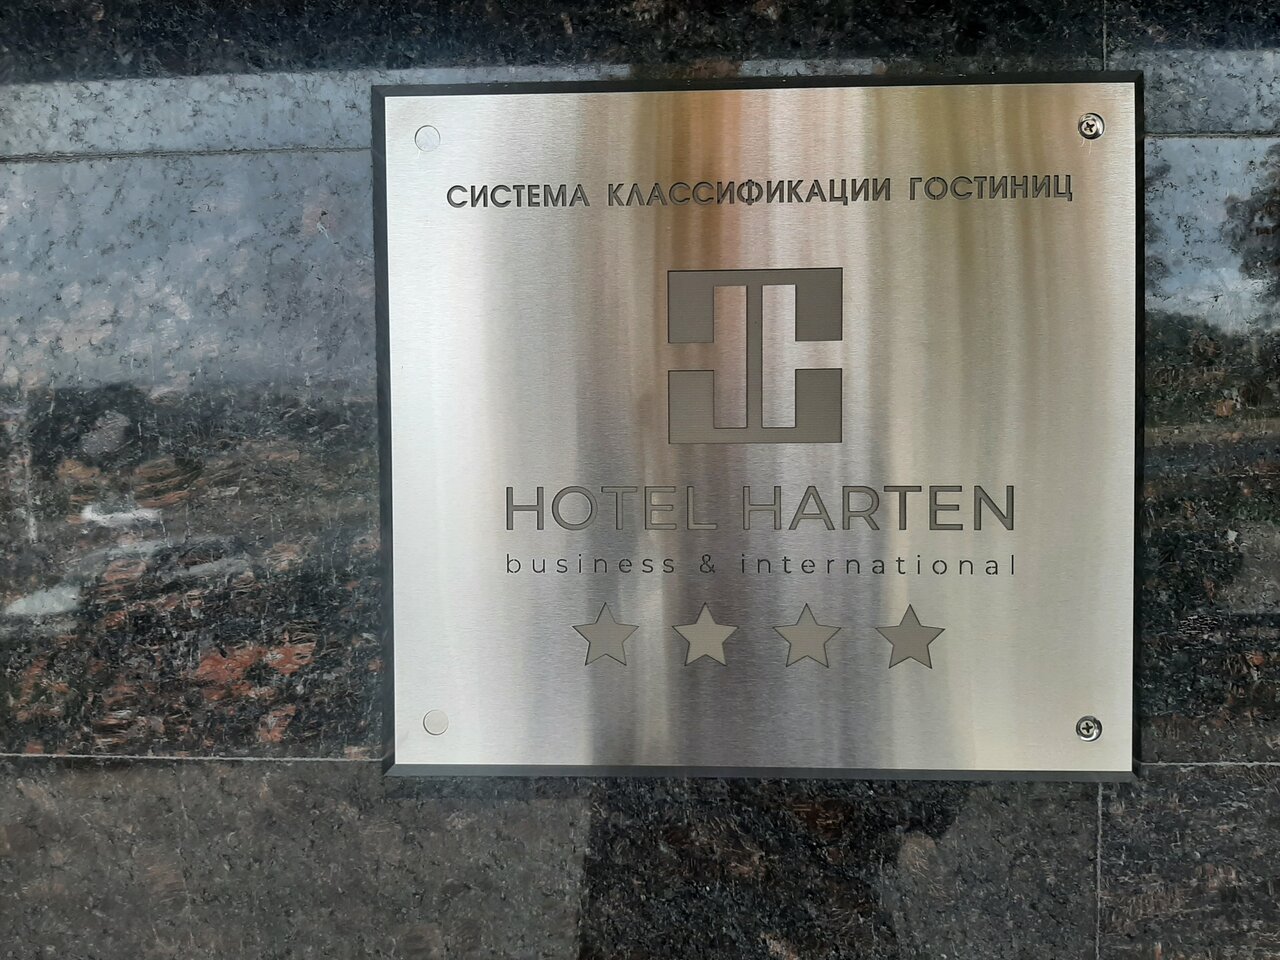 СИСТЕМА КЛАССИФИКАЦИИ ГОСТИНИЦ
HOTEL HARTEN
business & international